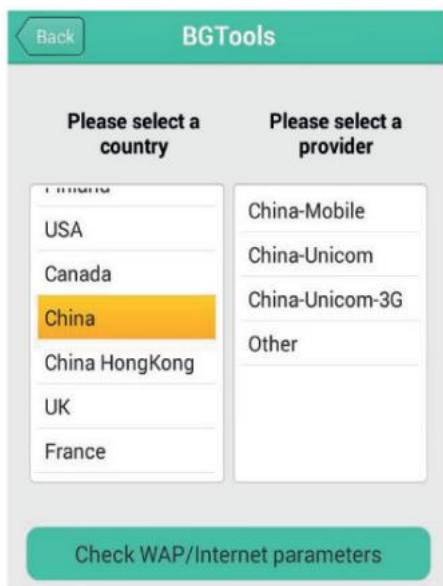 Back
BGTools
Please select a
country
Please select a
provider
Finland
USA
Canada
China
China HongKong
UK
France
China-Mobile
China-Unicom
China-Unicom-3G
Other
Check WAP/Internet parameters